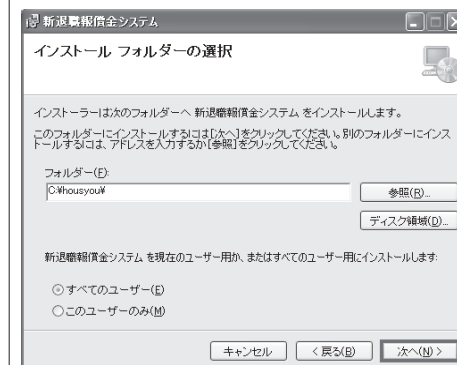 新退職報償金システム
インストール フォルダーの選択
インストーラーは次のフォルダーへ 新退職報償金システム をインストールします。
このフォルダーにインストールするには[次へ]をクリックしてください。別のフォルダーにインス
トールするには、アドレスを入力するか[参照]をクリックしてください。
フォルダー(F):
C:¥housyou¥
参照(R)...
ディスク領域(D)...
新退職報償金システム を現在のユーザー用か、またはすべてのユーザー用にインストールします:
すべてのユーザー(E)
このユーザーのみ(M)
キャンセル
< 戻る(B)
次へ(N) >